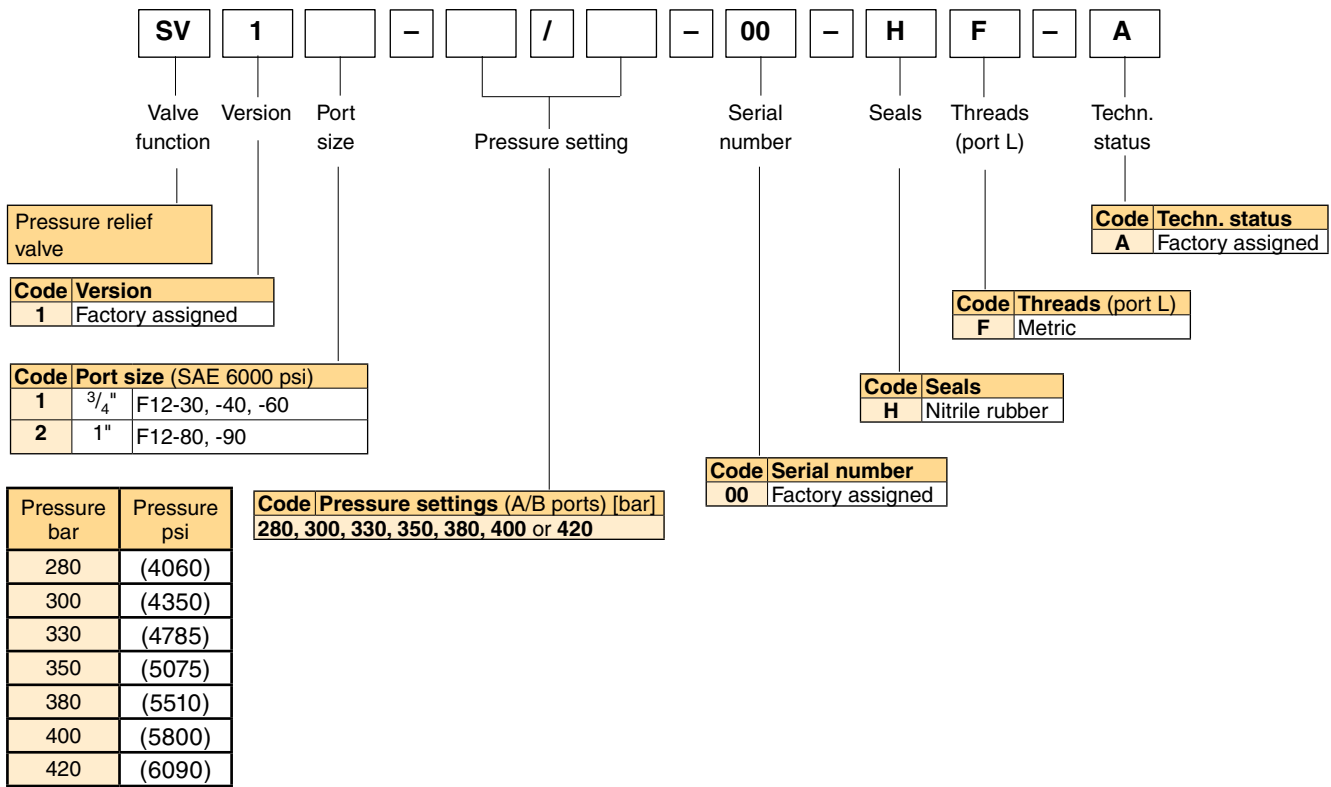 SV 1 – / – 00 – H F – A
Valve function
Version
Port size
Pressure setting
Serial number
Seals
Threads (port L)
Techn. status
Pressure relief valve
Code Version
1 Factory assigned
Code Port size (SAE 6000 psi)
1 3/4" F12-30, -40, -60
2 1" F12-80, -90
Code Pressure settings (A/B ports) [bar]
280, 300, 330, 350, 380, 400 or 420
Code Serial number
00 Factory assigned
Code Seals
H Nitrile rubber
Code Threads (port L)
F Metric
Code Techn. status
A Factory assigned
Pressure bar Pressure psi
280 (4060)
300 (4350)
330 (4785)
350 (5075)
380 (5510)
400 (5800)
420 (6090)